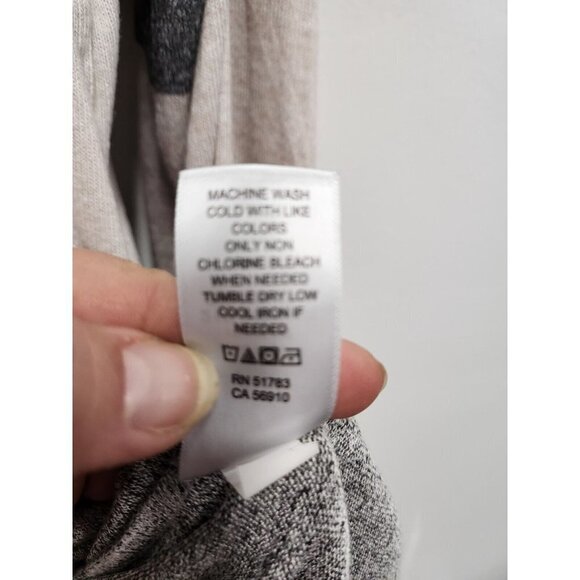 MACHINE WASH
COLD WITH LIKE
COLORS
ONLY NON
CHLORINE BLEACH
WHEN NEEDED
TUMBLE DRY LOW
COOL IRON IF
NEEDED
RN 51783
CA 56910